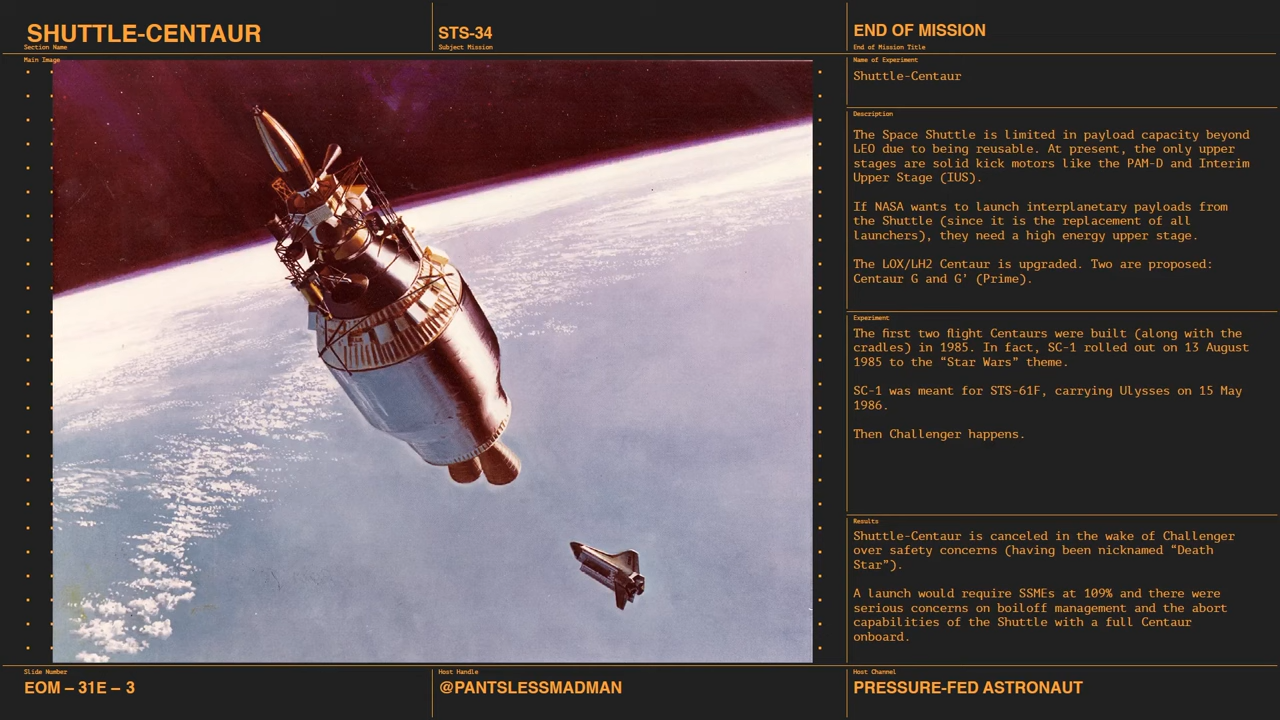 SHUTTLE-CENTAUR
Section Name
STS-34
Subject Mission
END OF MISSION
End of Mission Title
Main Image
Name of Experiment
Shuttle-Centaur
Description
The Space Shuttle is limited in payload capacity beyond
LEO due to being reusable. At present, the only upper
stages are solid kick motors like the PAM-D and Interim
Upper Stage (IUS).
If NASA wants to launch interplanetary payloads from
the Shuttle (since it is the replacement of all
launchers), they need a high energy upper stage.
The LOX/LH2 Centaur is upgraded. Two are proposed:
Centaur G and G’ (Prime).
Experiment
The first two flight Centaurs were built (along with the
cradles) in 1985. In fact, SC-1 rolled out on 13 August
1985 to the “Star Wars” theme.
SC-1 was meant for STS-61F, carrying Ulysses on 15 May
1986.
Then Challenger happens.
Results
Shuttle-Centaur is canceled in the wake of Challenger
over safety concerns (having been nicknamed “Death
Star”).
A launch would require SSMEs at 109% and there were
serious concerns on boiloff management and the abort
capabilities of the Shuttle with a full Centaur
onboard.
Slide Number
EOM – 31E – 3
Host Handle
@PANTSLESSMADMAN
Host Channel
PRESSURE-FED ASTRONAUT